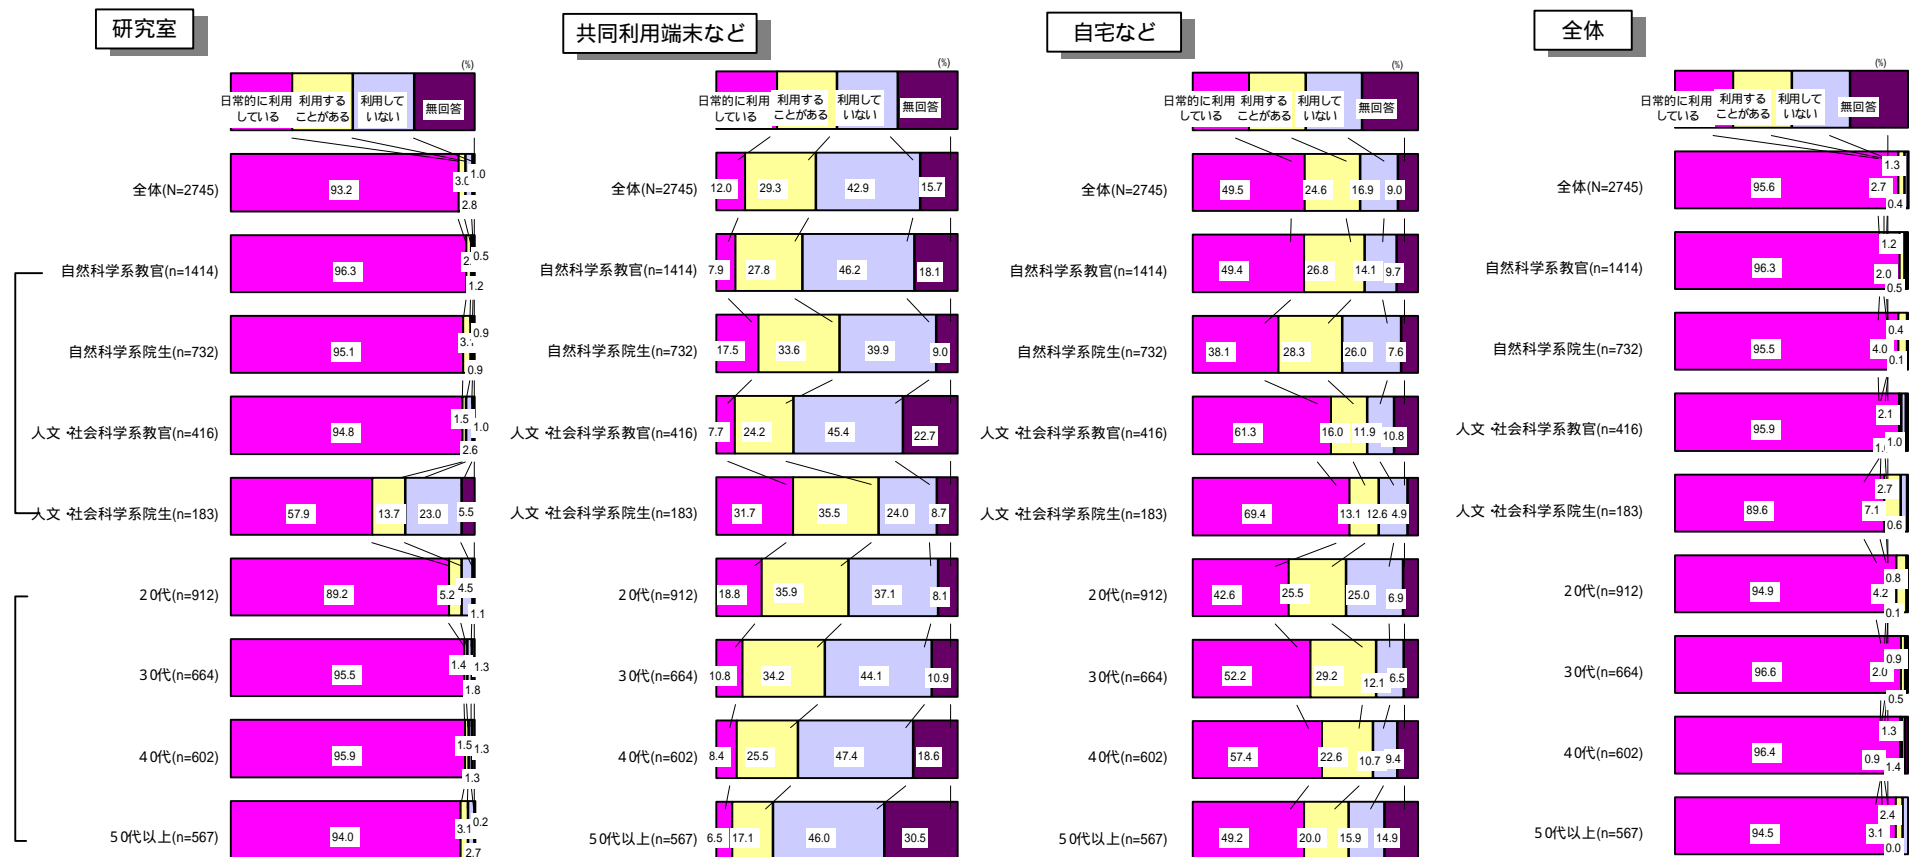 研究室
(%)
日常的に利用している
利用することがある
利用していない
無回答
全体(N=2745)
93.2
3.0
1.0
2.8
自然科学系教官(n=1414)
96.3
0.5
1.2
自然科学系院生(n=732)
95.1
0.9
0.9
人文・社会科学系教官(n=416)
94.8
1.5
1.0
2.6
人文・社会科学系院生(n=183)
57.9
13.7
23.0
5.5
20代(n=912)
89.2
5.2
4.5
1.1
30代(n=664)
95.5
1.4
1.3
1.8
40代(n=602)
95.9
1.5
1.3
1.3
50代以上(n=567)
94.0
3.1
0.2
2.7
共同利用端末など
(%)
日常的に利用している
利用することがある
利用していない
無回答
全体(N=2745)
12.0
29.3
42.9
15.7
自然科学系教官(n=1414)
7.9
27.8
46.2
18.1
自然科学系院生(n=732)
17.5
33.6
39.9
9.0
人文・社会科学系教官(n=416)
7.7
24.2
45.4
22.7
人文・社会科学系院生(n=183)
31.7
35.5
24.0
8.7
20代(n=912)
18.8
35.9
37.1
8.1
30代(n=664)
10.8
34.2
44.1
10.9
40代(n=602)
8.4
25.5
47.4
18.6
50代以上(n=567)
6.5
17.1
46.0
30.5
自宅など
(%)
日常的に利用している
利用することがある
利用していない
無回答
全体(N=2745)
49.5
24.6
16.9
9.0
自然科学系教官(n=1414)
49.4
26.8
14.1
9.7
自然科学系院生(n=732)
38.1
28.3
26.0
7.6
人文・社会科学系教官(n=416)
61.3
16.0
11.9
10.8
人文・社会科学系院生(n=183)
69.4
13.1
12.6
4.9
20代(n=912)
42.6
25.5
25.0
6.9
30代(n=664)
52.2
29.2
12.1
6.5
40代(n=602)
57.4
22.6
10.7
9.4
50代以上(n=567)
49.2
20.0
15.9
14.9
全体
(%)
日常的に利用している
利用することがある
利用していない
無回答
全体(N=2745)
95.6
2.7
1.3
0.4
自然科学系教官(n=1414)
96.3
2.0
1.2
0.5
自然科学系院生(n=732)
95.5
4.0
0.4
0.1
人文・社会科学系教官(n=416)
95.9
2.1
1.0
人文・社会科学系院生(n=183)
89.6
7.1
2.7
0.6
20代(n=912)
94.9
4.2
0.8
0.1
30代(n=664)
96.6
2.0
0.9
0.5
40代(n=602)
96.4
0.9
1.3
1.4
50代以上(n=567)
94.5
3.1
2.4
0.0